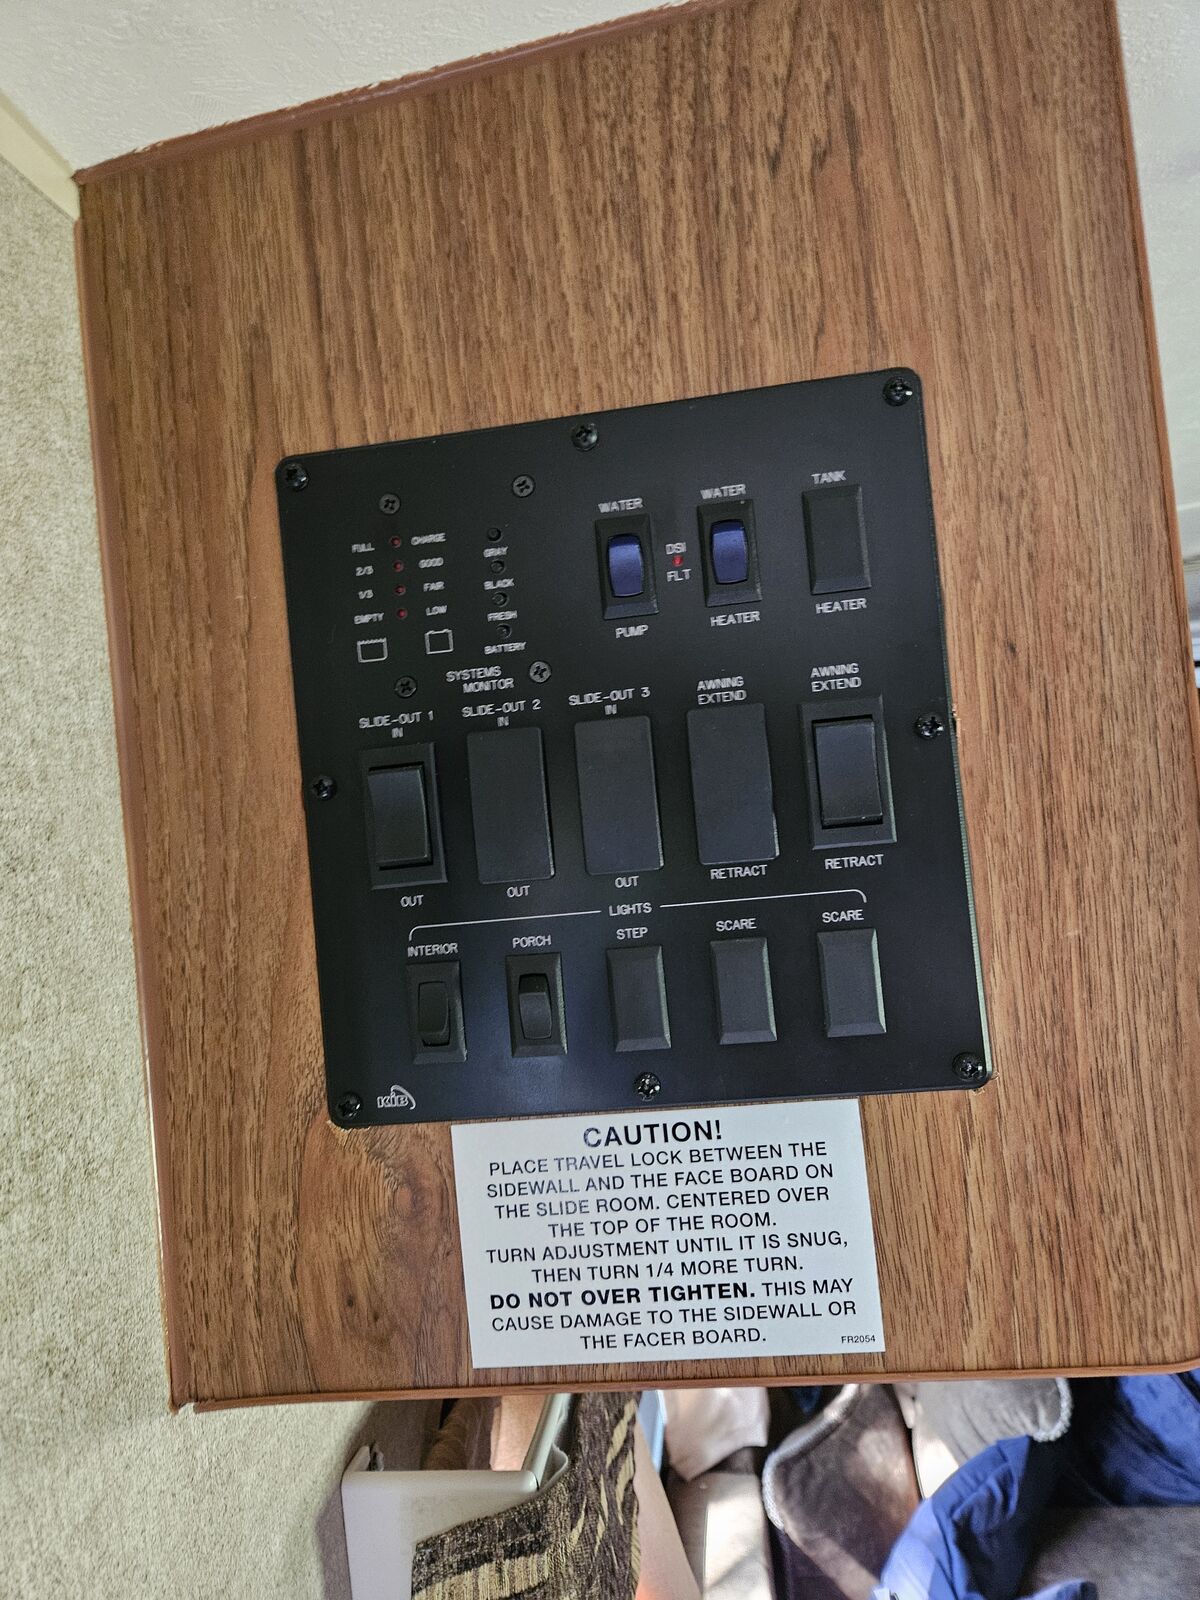 WATER
WATER
TANK
FULL
CHARGE
2/3
GOOD
1/3
FAIR
EMPTY
LOW
GRAY
BLACK
FRESH
BATTERY
DSI
FLT
PUMP
HEATER
HEATER
SYSTEMS
MONITOR
SLIDE-OUT 1
IN
SLIDE-OUT 2
IN
SLIDE-OUT 3
IN
AWNING
EXTEND
AWNING
EXTEND
OUT
OUT
OUT
RETRACT
RETRACT
LIGHTS
INTERIOR
PORCH
STEP
SCARE
SCARE
KIB
CAUTION!
PLACE TRAVEL LOCK BETWEEN THE
SIDEWALL AND THE FACE BOARD ON
THE SLIDE ROOM. CENTERED OVER
THE TOP OF THE ROOM.
TURN ADJUSTMENT UNTIL IT IS SNUG,
THEN TURN 1/4 MORE TURN.
DO NOT OVER TIGHTEN. THIS MAY
CAUSE DAMAGE TO THE SIDEWALL OR
THE FACER BOARD.
FR2054